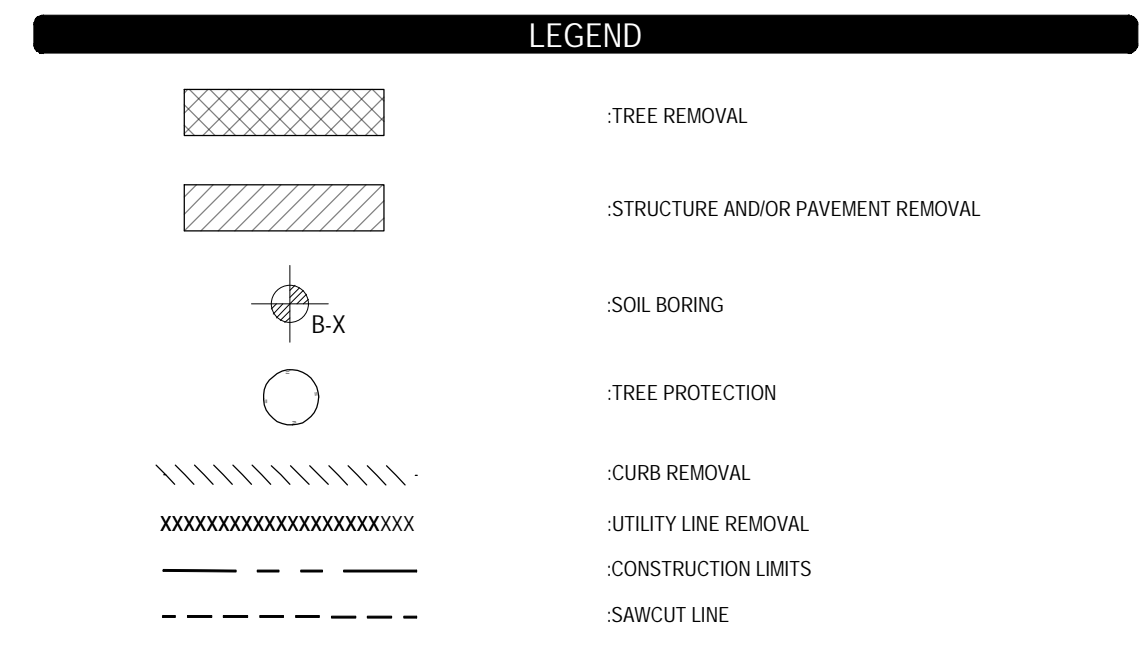 LEGEND
:TREE REMOVAL
:STRUCTURE AND/OR PAVEMENT REMOVAL
B-X
:SOIL BORING
:TREE PROTECTION
:CURB REMOVAL
XXXXXXXXXXXXXXXXXXXXXX
:UTILITY LINE REMOVAL
:CONSTRUCTION LIMITS
:SAWCUT LINE